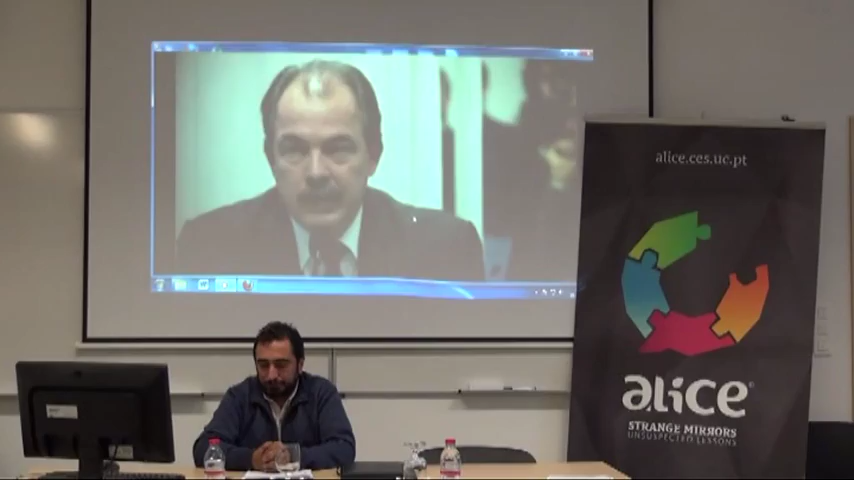 alice.ces.uc.pt
alice
STRANGE MIRRORS
UNSUSPECTED LESSONS